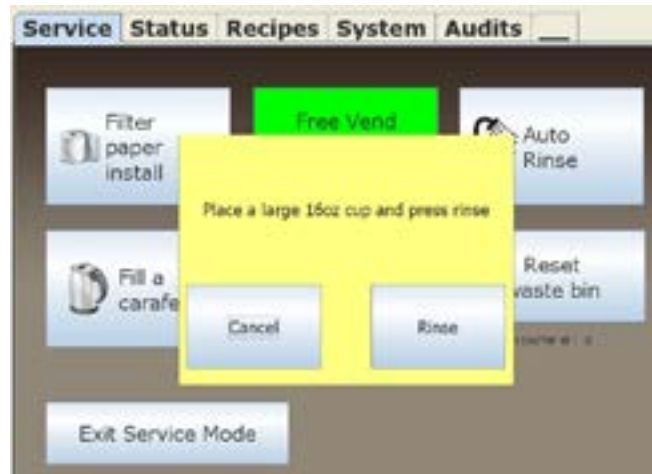 Service Status Recipes System Audits
Filter
paper
install
Free Vend
Auto
Rinse
Place a large 16oz cup and press rinse
Fill a
carafe
Reset
waste bin
Cancel
Rinse
Exit Service Mode